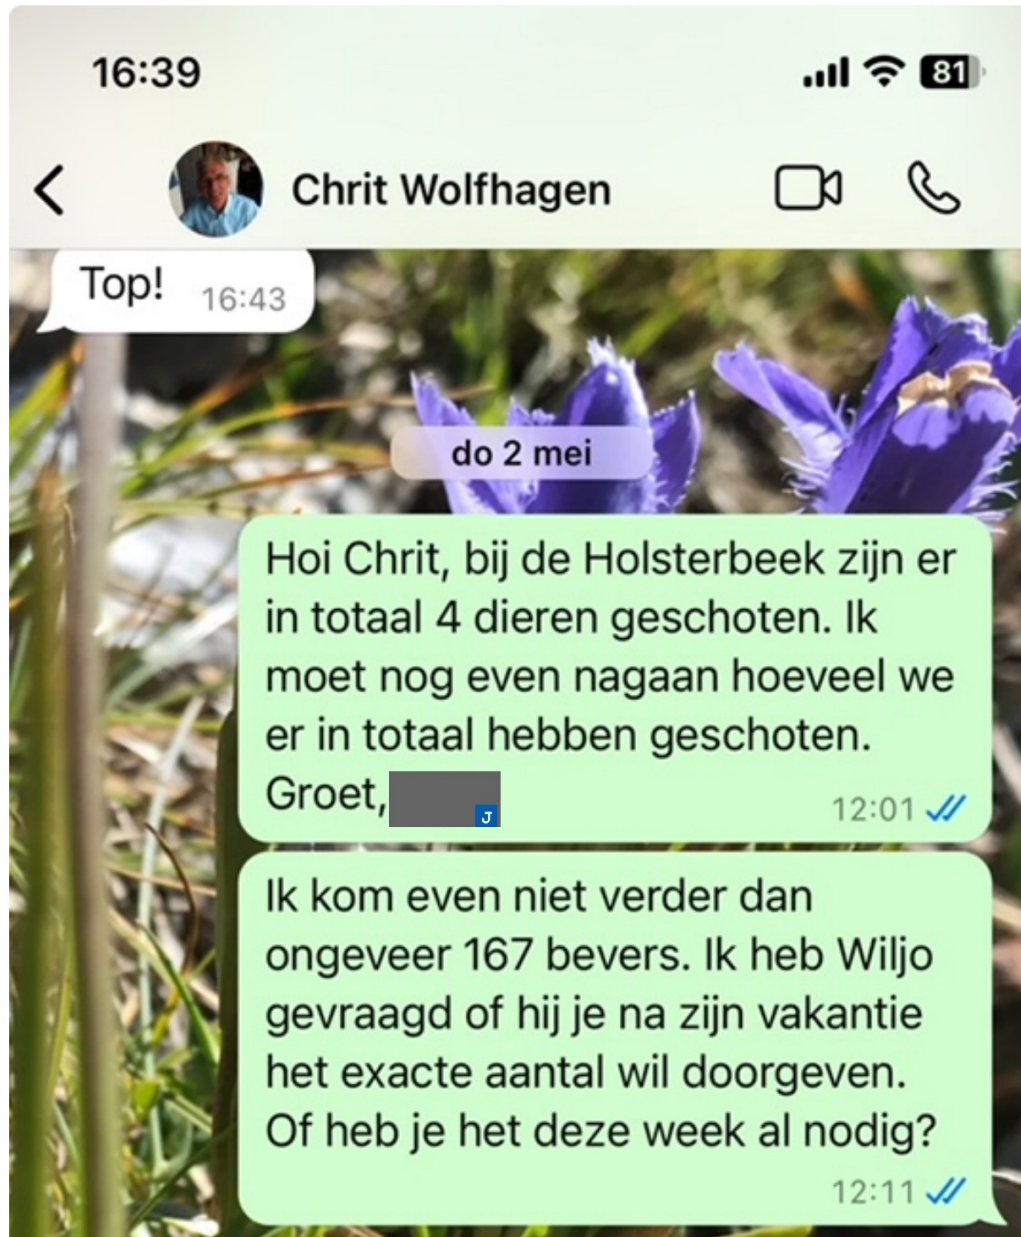 16:39
81
Chrit Wolfhagen
Top!
16:43
do 2 mei
Hoi Chrit, bij de Holsterbeek zijn er
in totaal 4 dieren geschoten. Ik
moet nog even nagaan hoeveel we
er in totaal hebben geschoten.
Groet,
J
12:01
Ik kom even niet verder dan
ongeveer 167 bevers. Ik heb Wiljo
gevraagd of hij je na zijn vakantie
het exacte aantal wil doorgeven.
Of heb je het deze week al nodig?
12:11